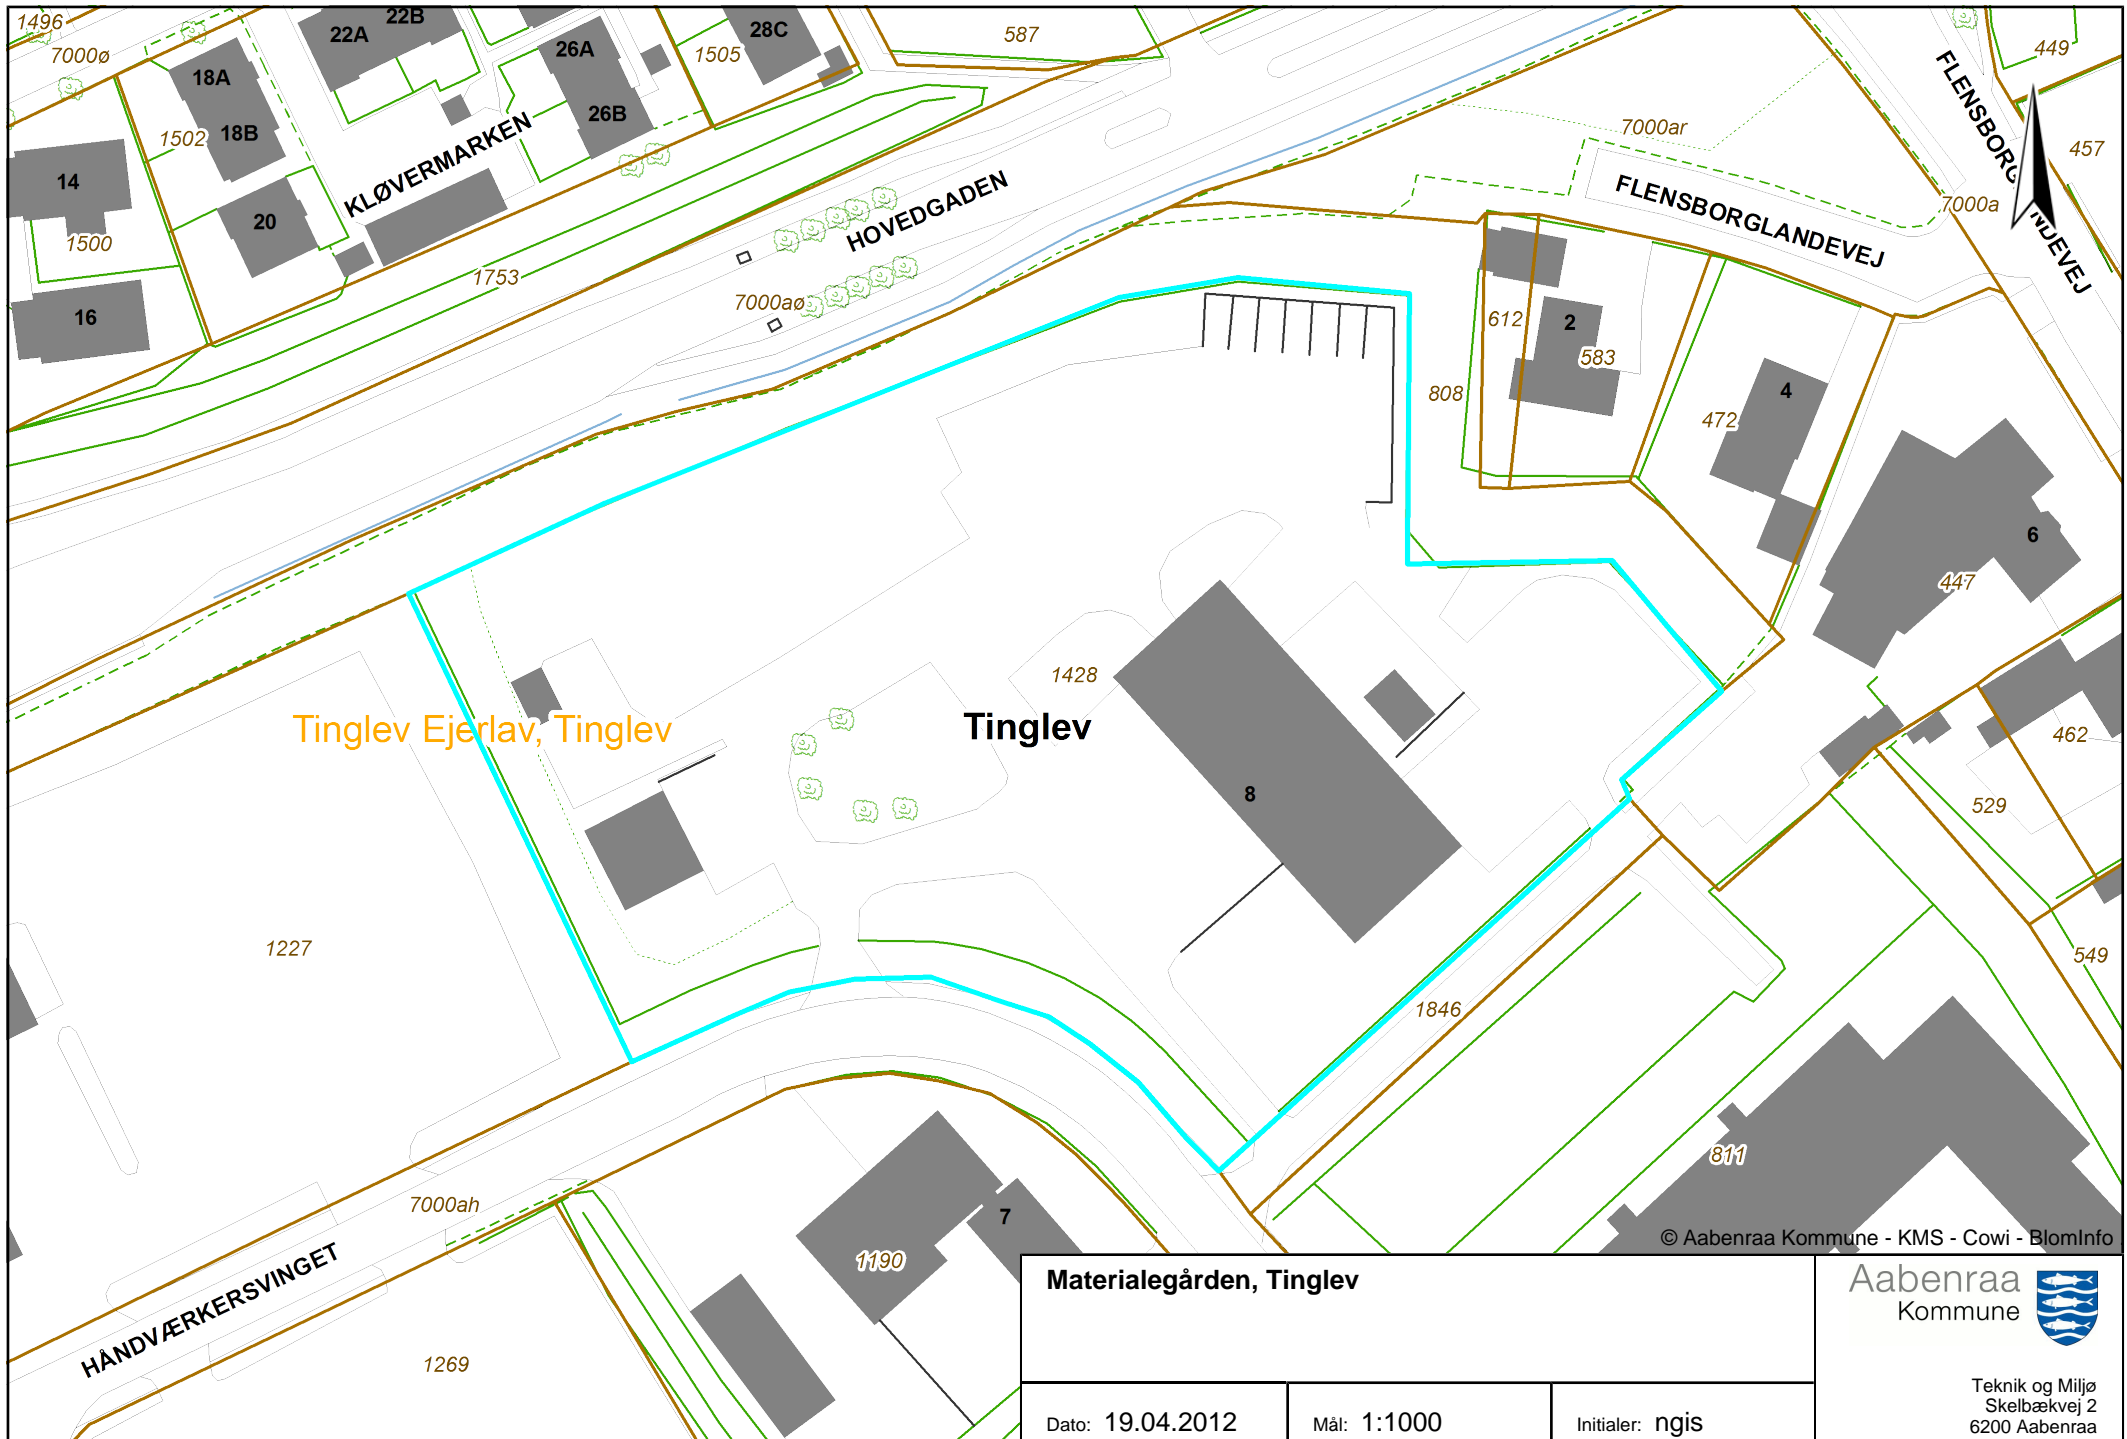 1496
7000ø
22A
22B
26A
28C
587
449
1505
18A
18B
1502
26B
KLØVERMARKEN
14
20
1500
16
1753
HOVEDGADEN
7000aø
7000ar
FLENSBORGLANDEVEJ
FLENSBORG
NDEVEJ
457
7000a
612
2
583
808
472
4
6
447
1428
Tinglev Ejerlav, Tinglev
Tinglev
8
462
529
1227
549
1846
811
7000ah
HÅNDVÆRKERSVINGET
7
1190
1269
© Aabenraa Kommune - KMS - Cowi - BlomInfo
Materialegården, Tinglev
Dato: 19.04.2012
Mål: 1:1000
Initialer: ngis
Aabenraa
Kommune
Teknik og Miljø
Skelbækvej 2
6200 Aabenraa